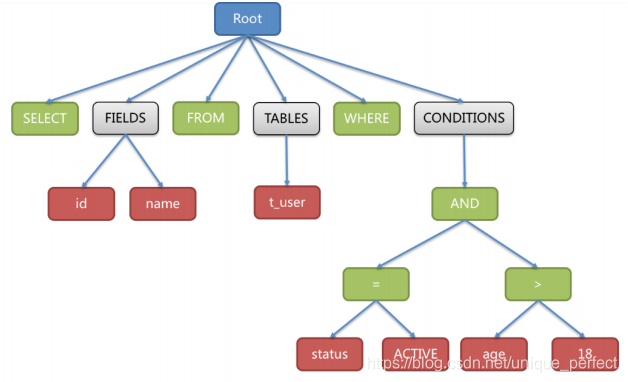 Root
SELECT
FIELDS
FROM
TABLES
WHERE
CONDITIONS
id
name
t_user
AND
=
>
status
ACTIVE
age
18
https://blog.csdn.net/unique_perfect